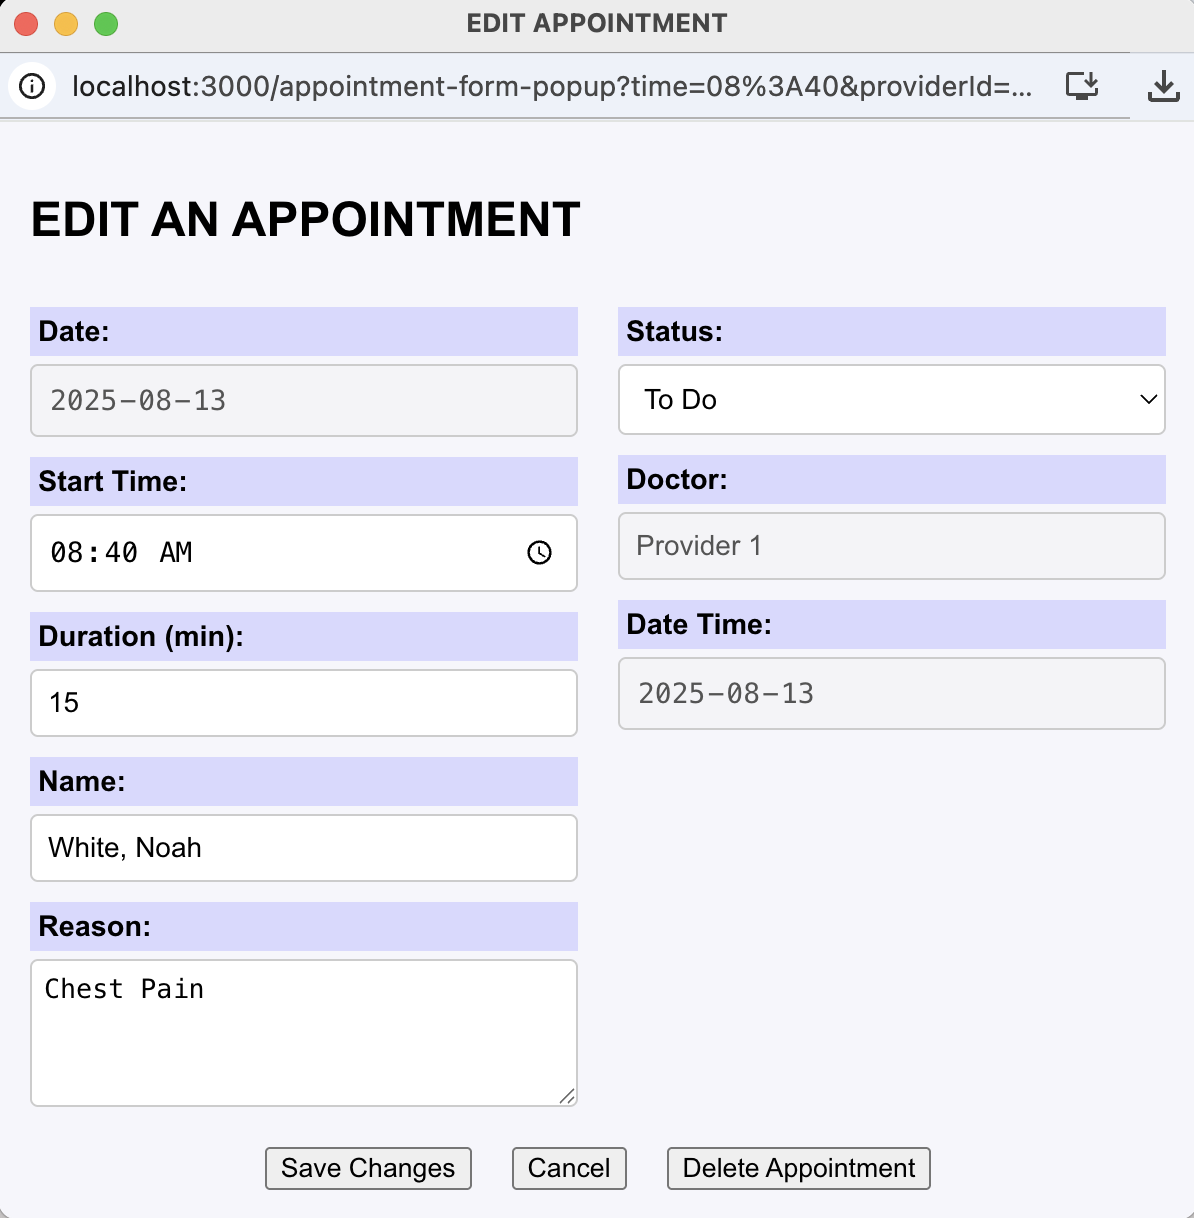 EDIT APPOINTMENT
localhost:3000/appointment-form-popup?time=08%3A40&providerId=...
EDIT AN APPOINTMENT
Date:
2025-08-13
Start Time:
08:40 AM
Duration (min):
15
Name:
White, Noah
Reason:
Chest Pain
Status:
To Do
Doctor:
Provider 1
Date Time:
2025-08-13
Save Changes
Cancel
Delete Appointment